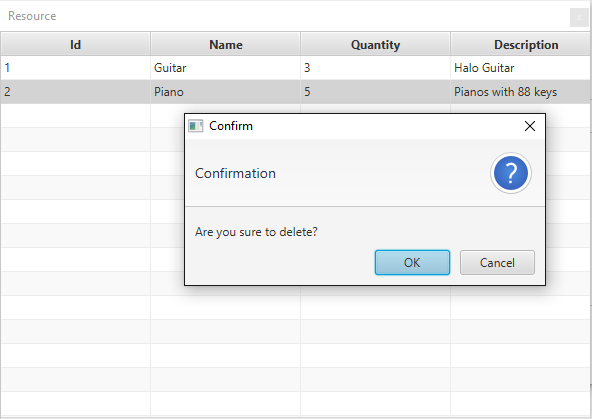 Resource
Id Name Quantity Description
1 Guitar 3 Halo Guitar
2 Piano 5 Pianos with 88 keys
Confirm
Confirmation
?
Are you sure to delete?
OK Cancel